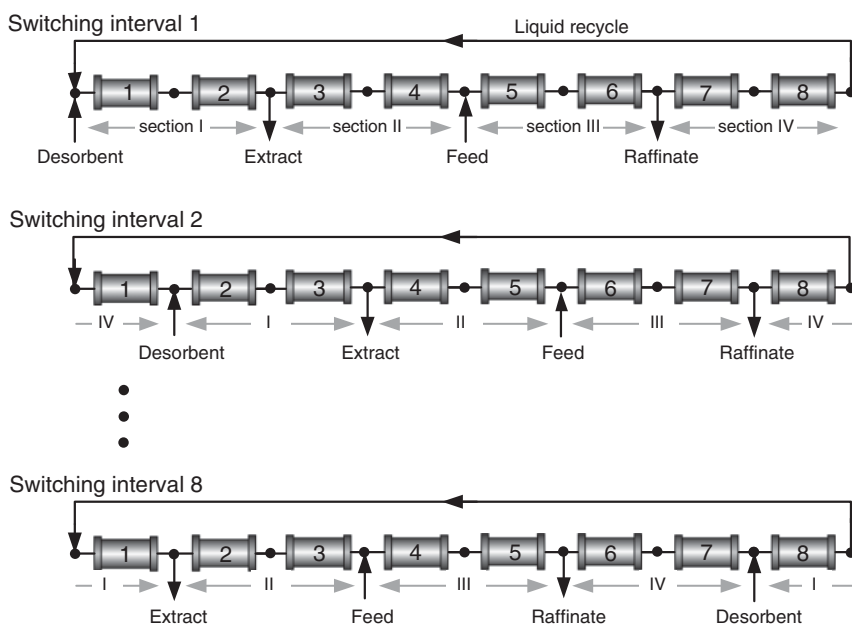 Switching interval 1
Liquid recycle
1 2 3 4 5 6 7 8
section I section II section III section IV
Desorbent Extract Feed Raffinate
Switching interval 2
1 2 3 4 5 6 7 8
IV I II III IV
Desorbent Extract Feed Raffinate
Switching interval 8
1 2 3 4 5 6 7 8
I II III IV I
Extract Feed Raffinate Desorbent